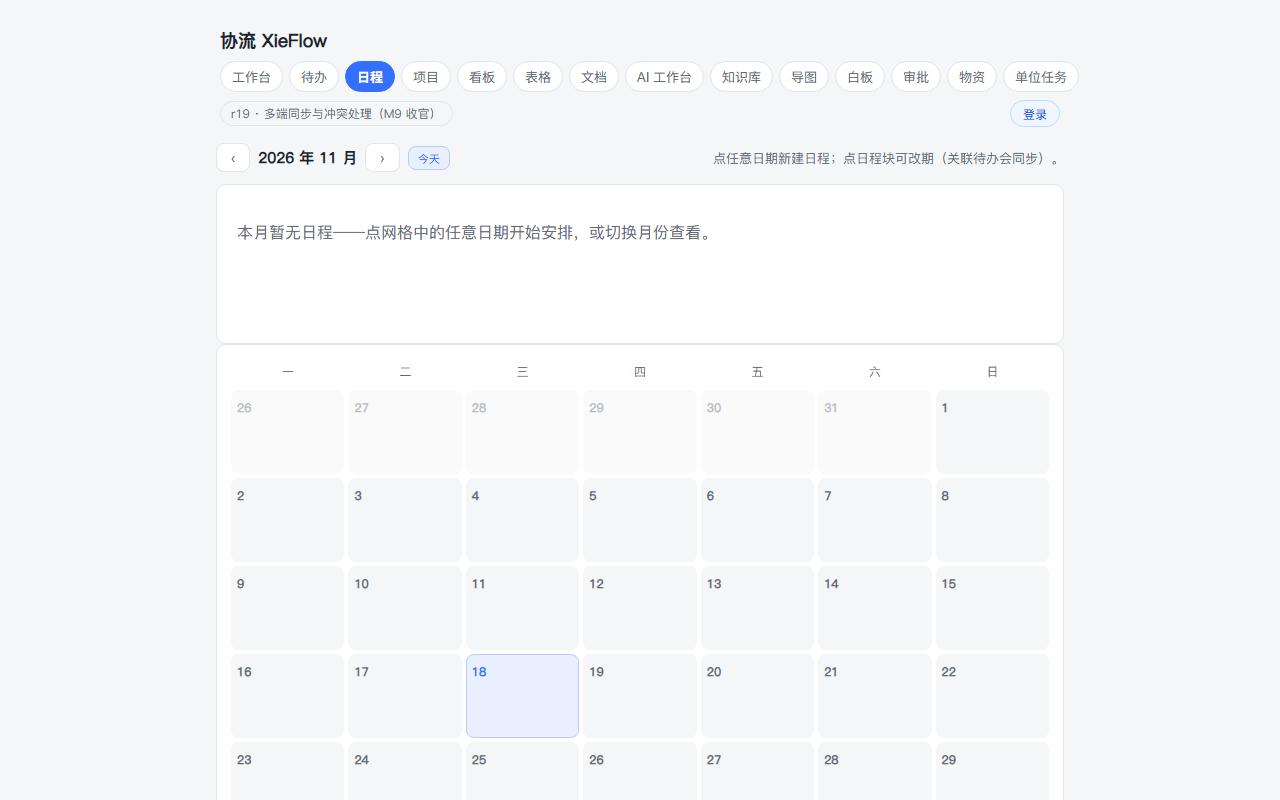 协流 XieFlow
工作台 待办 日程 项目 看板 表格 文档 AI 工作台 知识库 导图 白板 审批 物资 单位任务
r19 · 多端同步与冲突处理（M9 收官） 登录
‹ 2026 年 11 月 › 今天 点任意日期新建日程；点日程块可改期（关联待办会同步）。
本月暂无日程——点网格中的任意日期开始安排，或切换月份查看。
一 二 三 四 五 六 日
26 27 28 29 30 31 1
2 3 4 5 6 7 8
9 10 11 12 13 14 15
16 17 18 19 20 21 22
23 24 25 26 27 28 29